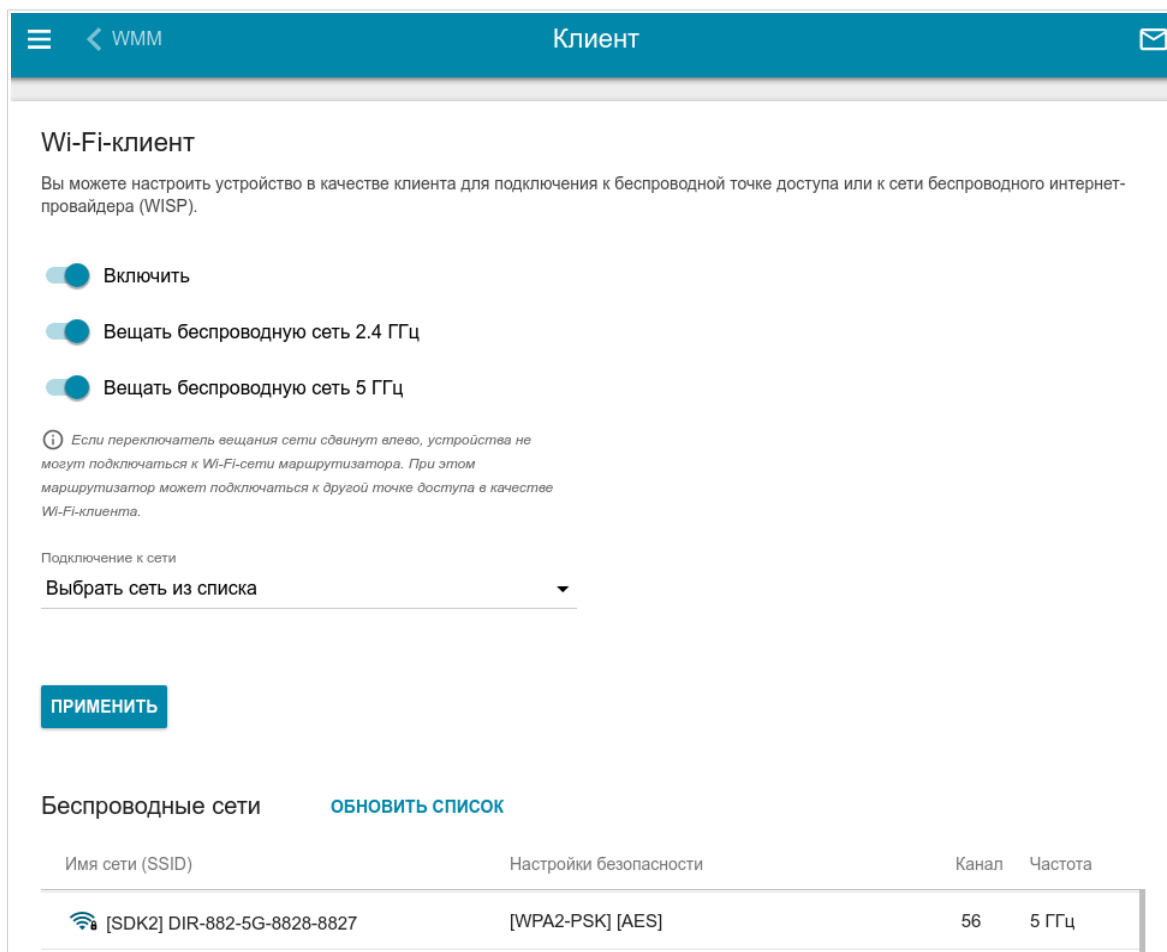 WMM
Клиент
Wi-Fi-клиент
Вы можете настроить устройство в качестве клиента для подключения к беспроводной точке доступа или к сети беспроводного интернет-
провайдера (WISP).
Включить
Вещать беспроводную сеть 2.4 ГГц
Вещать беспроводную сеть 5 ГГц
Если переключатель вещания сети сдвинут влево, устройства не
могут подключаться к Wi-Fi-сети маршрутизатора. При этом
маршрутизатор может подключаться к другой точке доступа в качестве
Wi-Fi-клиента.
Подключение к сети
Выбрать сеть из списка
ПРИМЕНИТЬ
Беспроводные сети ОБНОВИТЬ СПИСОК
Имя сети (SSID) Настройки безопасности Канал Частота
[SDK2] DIR-882-5G-8828-8827 [WPA2-PSK] [AES] 56 5 ГГц